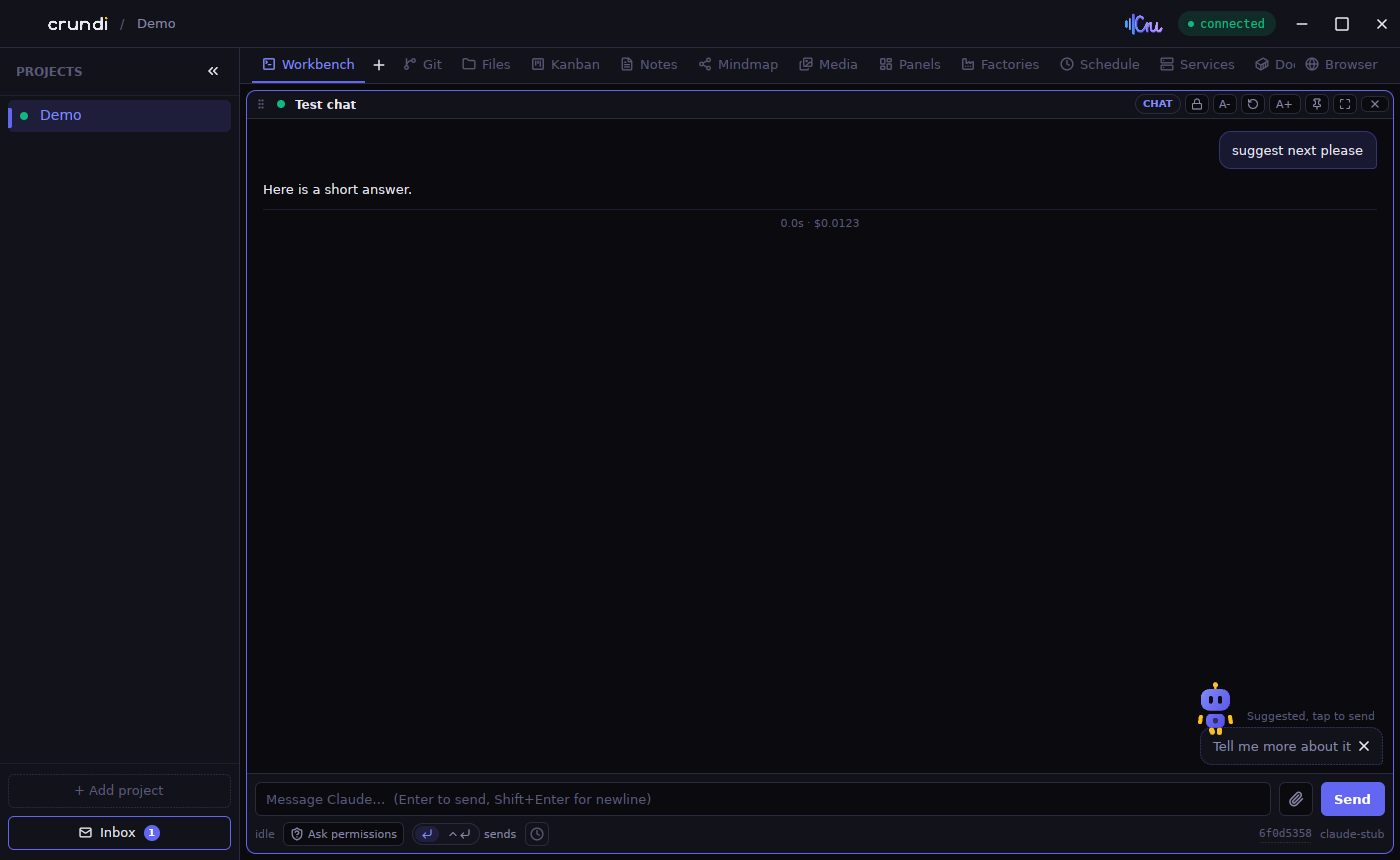 crundi / Demo
Cru
connected
PROJECTS
Workbench
Git
Files
Kanban
Notes
Mindmap
Media
Panels
Factories
Schedule
Services
Browser
Demo
Test chat
CHAT
A-
A+
suggest next please
Here is a short answer.
0.0s · $0.0123
Suggested, tap to send
Tell me more about it
+ Add project
Message Claude… (Enter to send, Shift+Enter for newline)
Send
Inbox 1
idle
Ask permissions
sends
6f0d5358
claude-stub